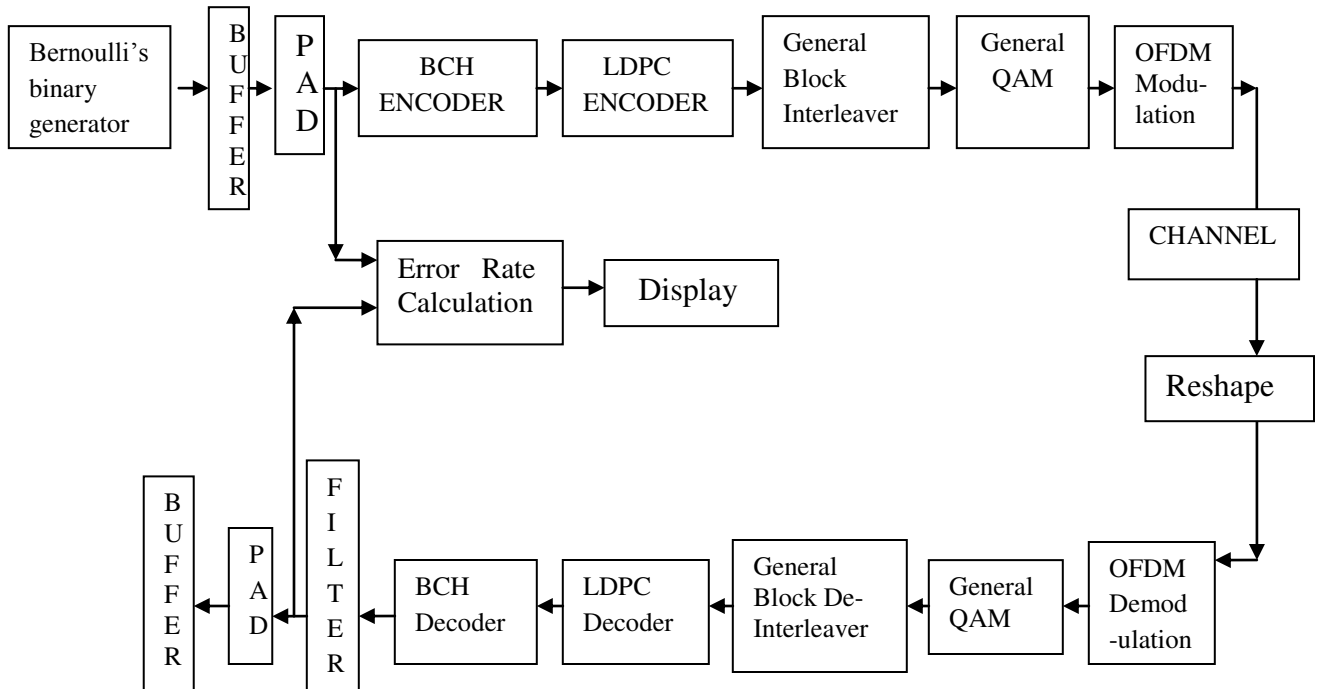 Bernoulli's
binary
generator
B
U
F
F
E
R
P
A
D
BCH
ENCODER
LDPC
ENCODER
General
Block
Interleaver
General
QAM
OFDM
Modu-
lation
CHANNEL
Error Rate
Calculation
Display
Reshape
B
U
F
F
E
R
P
A
D
F
I
L
T
E
R
BCH
Decoder
LDPC
Decoder
General
Block De-
Interleaver
General
QAM
OFDM
Demod
-ulation